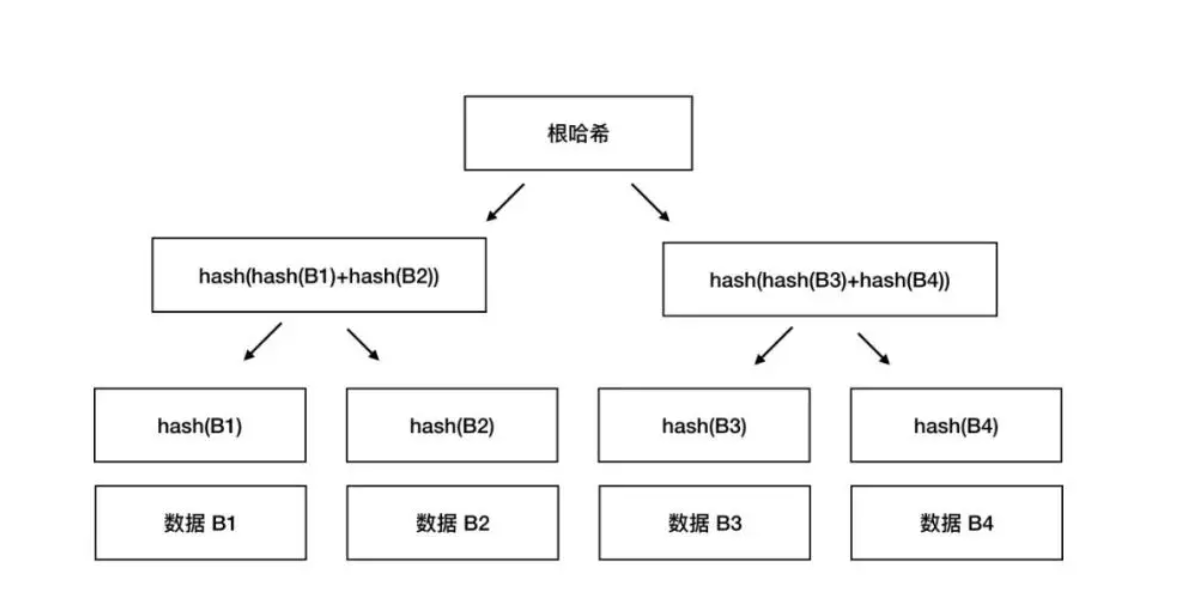 根哈希
hash(hash(B1)+hash(B2))
hash(hash(B3)+hash(B4))
hash(B1)
hash(B2)
hash(B3)
hash(B4)
数据 B1
数据 B2
数据 B3
数据 B4